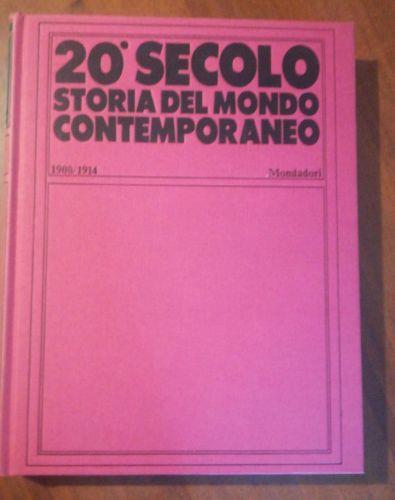 20° SECOLO
STORIA DEL MONDO
CONTEMPORANEO
1900/1914 Mondadori